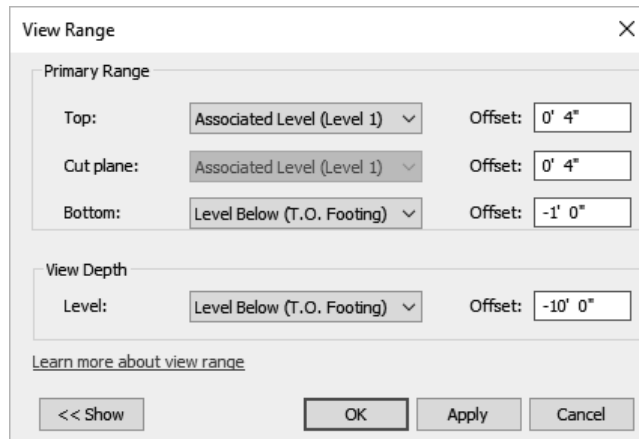 View Range
Primary Range
Top: Associated Level (Level 1) Offset: 0' 4"
Cut plane: Associated Level (Level 1) Offset: 0' 4"
Bottom: Level Below (T.O. Footing) Offset: -1' 0"
View Depth
Level: Level Below (T.O. Footing) Offset: -10' 0"
Learn more about view range
<< Show OK Apply Cancel